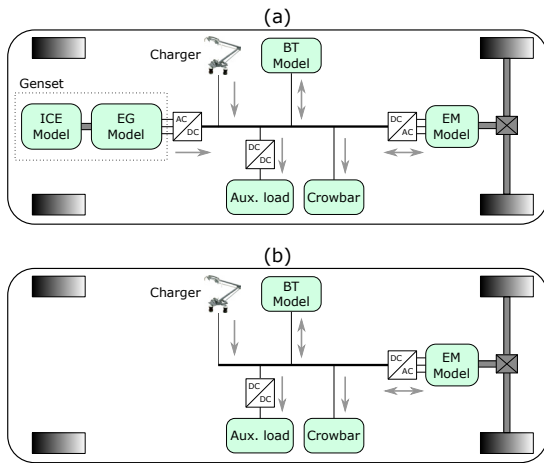 (a)
Charger
BT
Model
Genset
ICE
Model
EG
Model
AC
DC
DC
AC
EM
Model
DC
DC
Aux. load
Crowbar
(b)
Charger
BT
Model
DC
AC
EM
Model
DC
DC
Aux. load
Crowbar